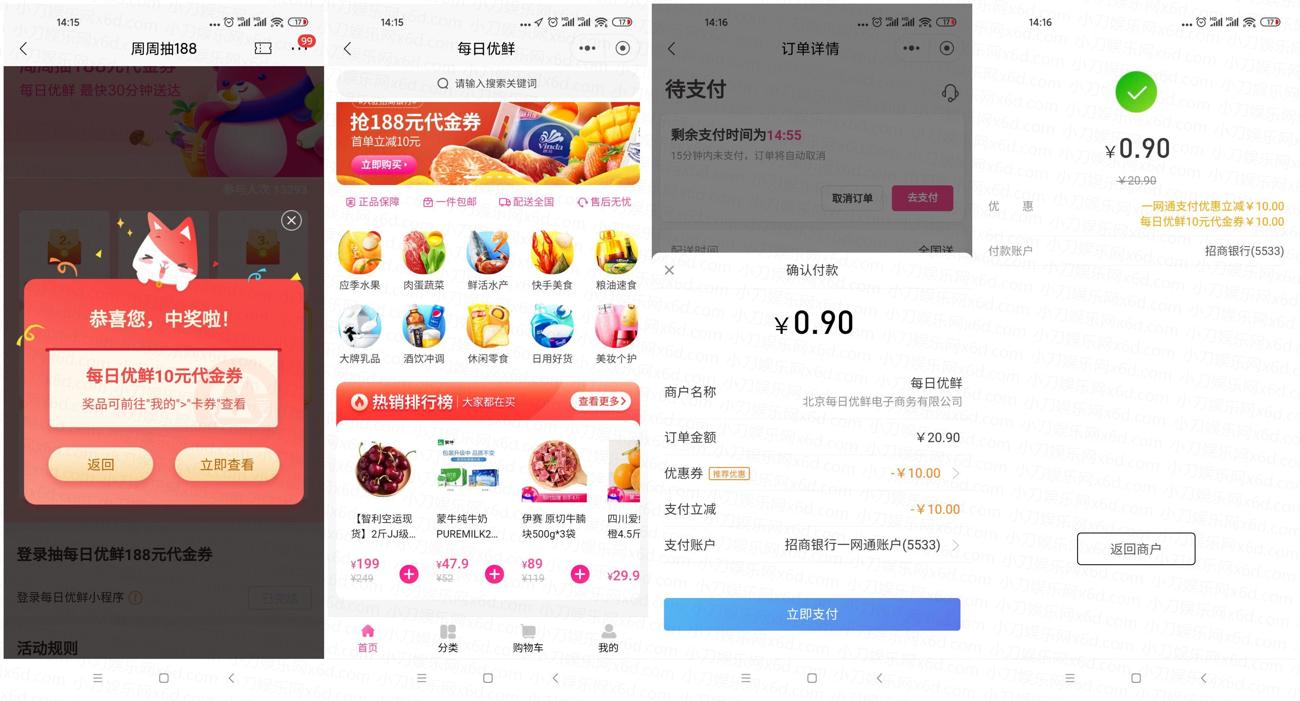 14:15
17
周周抽188
99
周周抽188元代金券
每日优鲜 最快30分钟送达
参与人次 13293
恭喜您，中奖啦！
每日优鲜10元代金券
奖品可前往"我的">"卡券"查看
返回
立即查看
登录抽每日优鲜188元代金券
登录每日优鲜小程序
已完成
活动规则
14:15
17
每日优鲜
请输入搜索关键词
抢188元代金券
首单立减10元
立即购买
Vinda
正品保障
一件包邮
配送全国
售后无忧
应季水果
肉蛋蔬菜
鲜活水产
快手美食
粮油速食
大牌乳品
酒饮冲调
休闲零食
日用好货
美妆个护
热销排行榜
大家都在买
查看更多
【智利空运现
货】2斤JJ级...
¥199
¥249
蒙牛纯牛奶
PUREMILK2...
¥47.9
¥52
伊赛 原切牛腩
块500g*3袋
¥89
¥119
四川爱
橙4.5斤
¥29.9
首页
分类
购物车
我的
14:16
17
订单详情
待支付
剩余支付时间为14:55
15分钟内未支付，订单将自动取消
取消订单
去支付
配送时间
全国送
确认付款
￥0.90
商户名称
每日优鲜
北京每日优鲜电子商务有限公司
订单金额
￥20.90
优惠券
推荐优惠
-￥10.00
支付立减
-￥10.00
支付账户
招商银行一网通账户(5533)
立即支付
14:16
17
￥0.90
￥20.90
优 惠
一网通支付优惠立减￥10.00
每日优鲜10元代金券￥10.00
付款账户
招商银行(5533)
返回商户
小刀娱乐网x6d.com